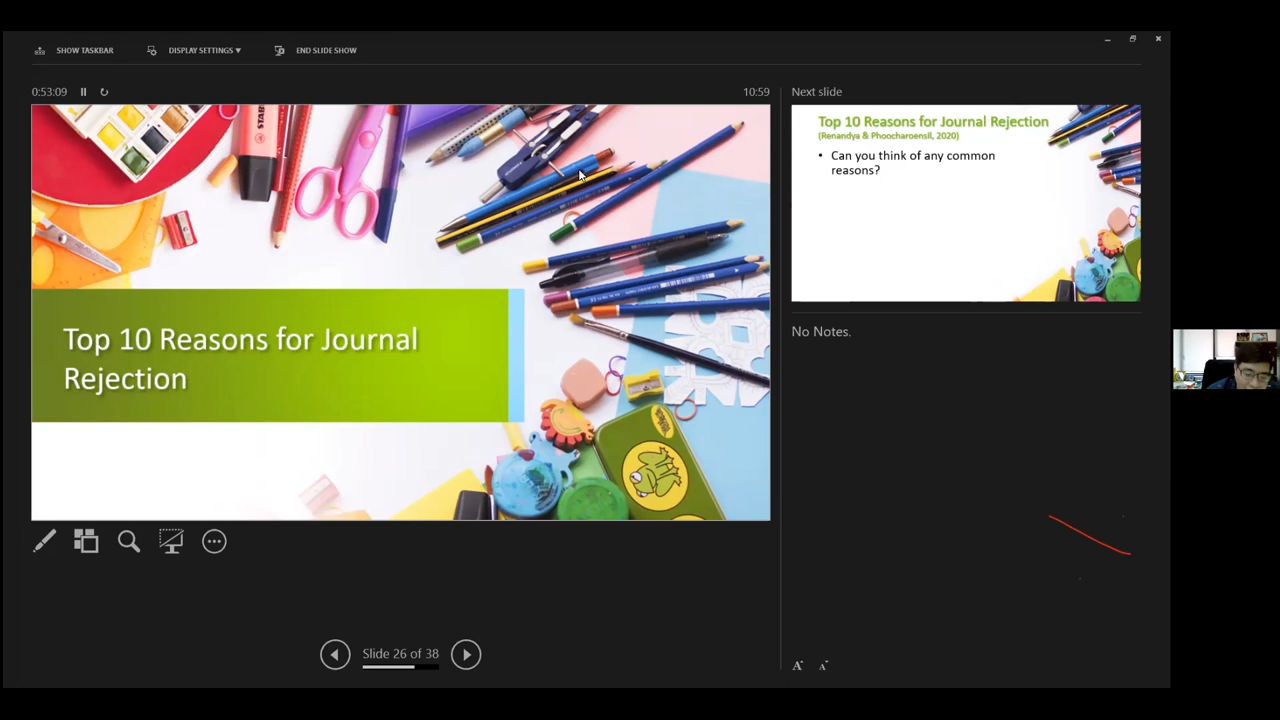 SHOW TASKBAR
DISPLAY SETTINGS ▾
END SLIDE SHOW
0:53:09
10:59
Top 10 Reasons for Journal
Rejection
Slide 26 of 38
Next slide
Top 10 Reasons for Journal Rejection
(Renandya & Phoocharoensil, 2020)
• Can you think of any common
reasons?
No Notes.
A
A